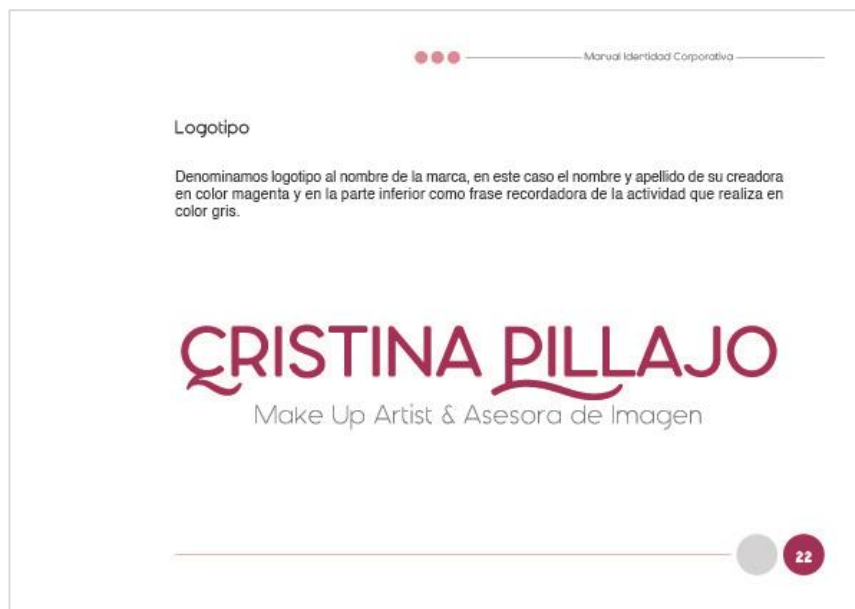 Manual Identidad Corporativa
Logotipo
Denominamos logotipo al nombre de la marca, en este caso el nombre y apellido de su creadora
en color magenta y en la parte inferior como frase recordadora de la actividad que realiza en
color gris.
CRISTINA PILLAJO
Make Up Artist & Asesora de Imagen
22